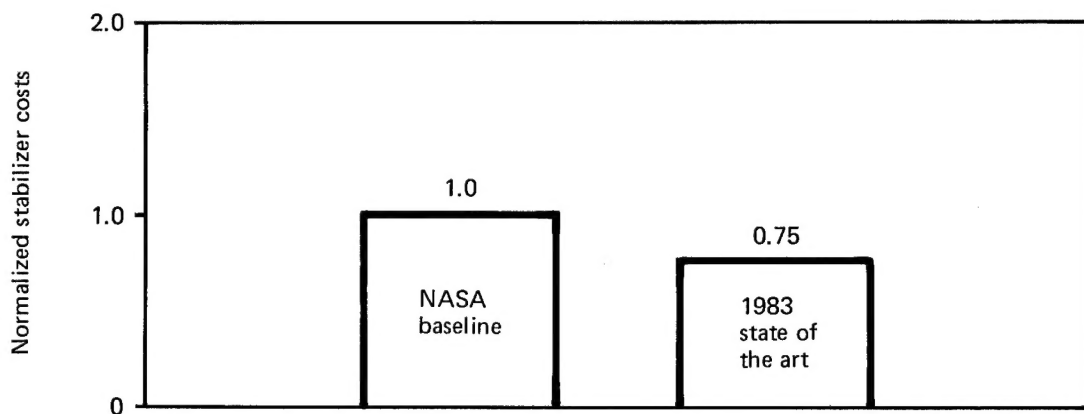 Normalized stabilizer costs
2.0
1.0
0
1.0
NASA
baseline
0.75
1983
state of
the art